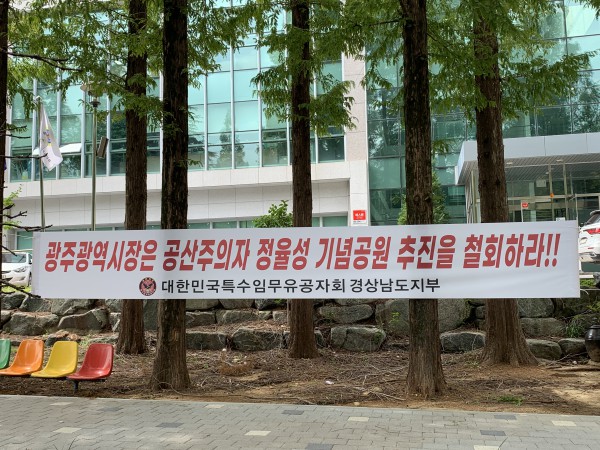 광주광역시장은 공산주의자 정율성 기념공원 추진을 철회하라!!
대한민국특수임무유공자회 경상남도지부